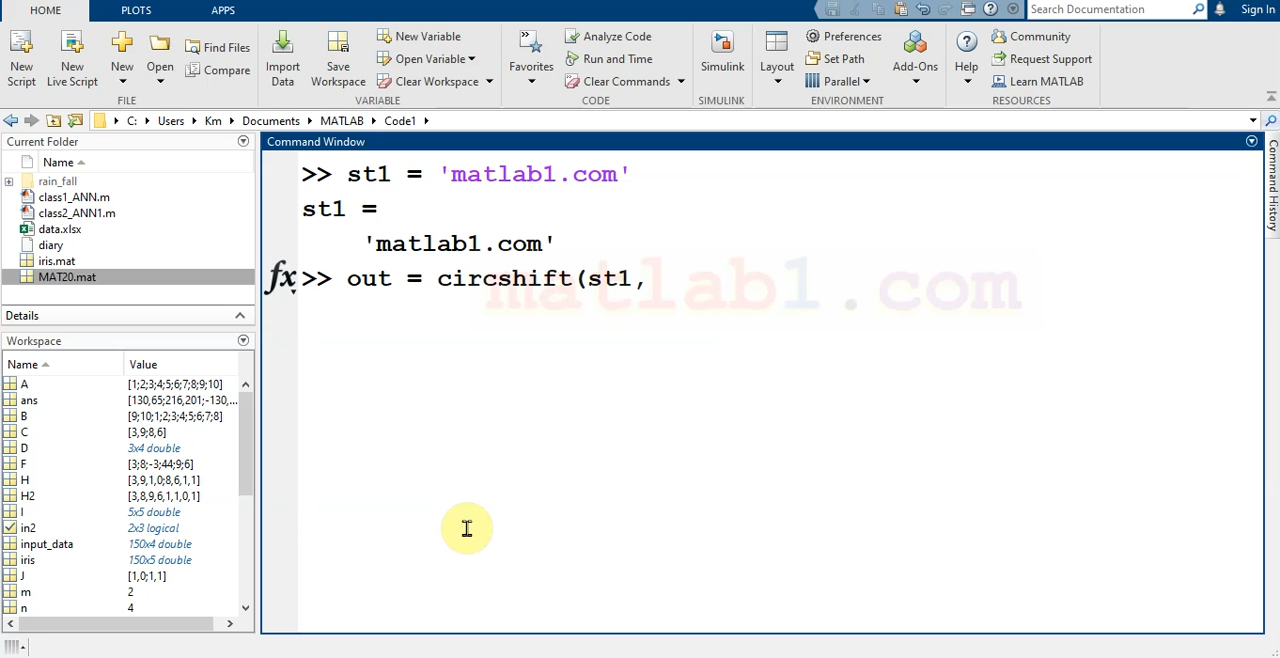 HOME PLOTS APPS Search Documentation Sign In
New Script
New Live Script
New
Open
Find Files
Compare
FILE
Import Data
Save Workspace
New Variable
Open Variable
Clear Workspace
VARIABLE
Favorites
Analyze Code
Run and Time
Clear Commands
CODE
Simulink
SIMULINK
Layout
Preferences
Set Path
Parallel
ENVIRONMENT
Add-Ons
Help
Community
Request Support
Learn MATLAB
RESOURCES
C: Users Km Documents MATLAB Code1
Current Folder
Name
rain_fall
class1_ANN.m
class2_ANN1.m
data.xlsx
diary
iris.mat
MAT20.mat
Details
Workspace
Name Value
A [1;2;3;4;5;6;7;8;9;10]
ans [130,65;216,201;-130,...
B [9;10;1;2;3;4;5;6;7;8]
C [3,9;8,6]
D 3x4 double
F [3;8;-3;44;9;6]
H [3,9,1,0;8,6,1,1]
H2 [3,8,9,6,1,1,0,1]
I 5x5 double
in2 2x3 logical
input_data 150x4 double
iris 150x5 double
J [1,0;1,1]
m 2
n 4
Command Window
>> st1 = 'matlab1.com'
st1 =
'matlab1.com'
fx >> out = circshift(st1,
matlab1.com
Command History